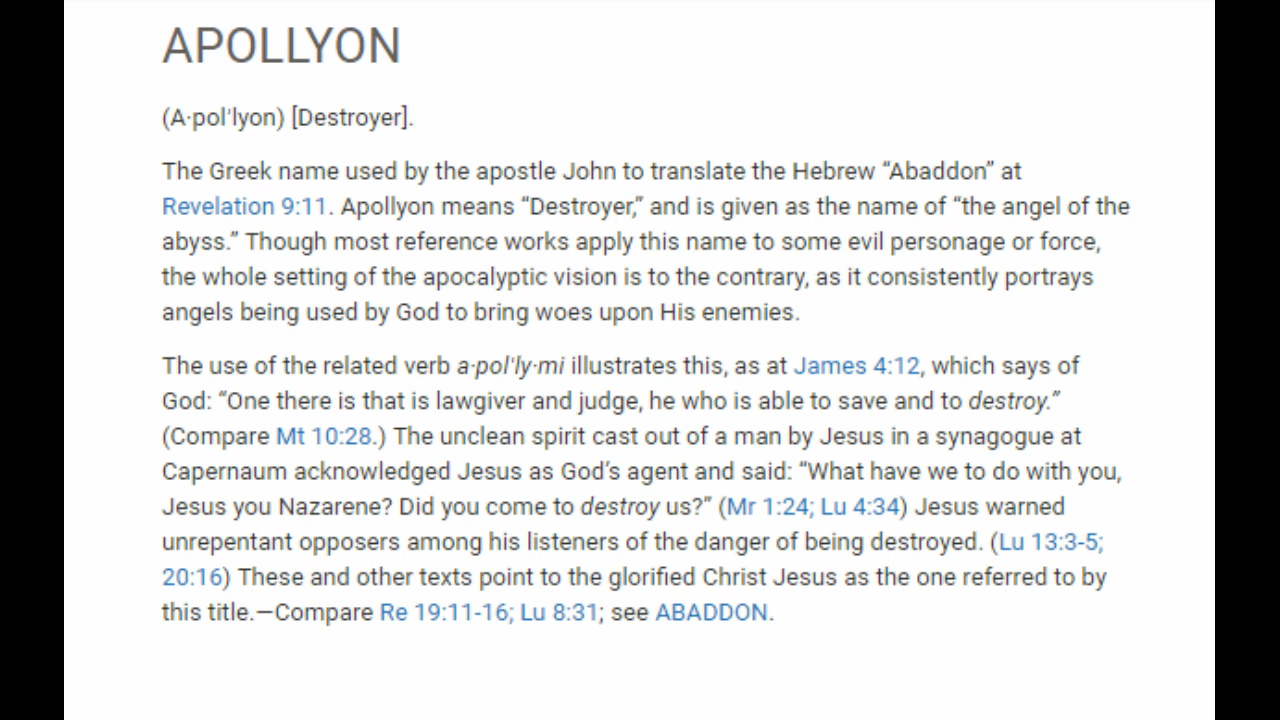 APOLLYON
(A·polʹlyon) [Destroyer].
The Greek name used by the apostle John to translate the Hebrew “Abaddon” at
Revelation 9:11. Apollyon means “Destroyer,” and is given as the name of “the angel of the
abyss.” Though most reference works apply this name to some evil personage or force,
the whole setting of the apocalyptic vision is to the contrary, as it consistently portrays
angels being used by God to bring woes upon His enemies.
The use of the related verb a·polʹly·mi illustrates this, as at James 4:12, which says of
God: “One there is that is lawgiver and judge, he who is able to save and to destroy.”
(Compare Mt 10:28.) The unclean spirit cast out of a man by Jesus in a synagogue at
Capernaum acknowledged Jesus as God’s agent and said: “What have we to do with you,
Jesus you Nazarene? Did you come to destroy us?” (Mr 1:24; Lu 4:34) Jesus warned
unrepentant opposers among his listeners of the danger of being destroyed. (Lu 13:3-5;
20:16) These and other texts point to the glorified Christ Jesus as the one referred to by
this title.—Compare Re 19:11-16; Lu 8:31; see ABADDON.